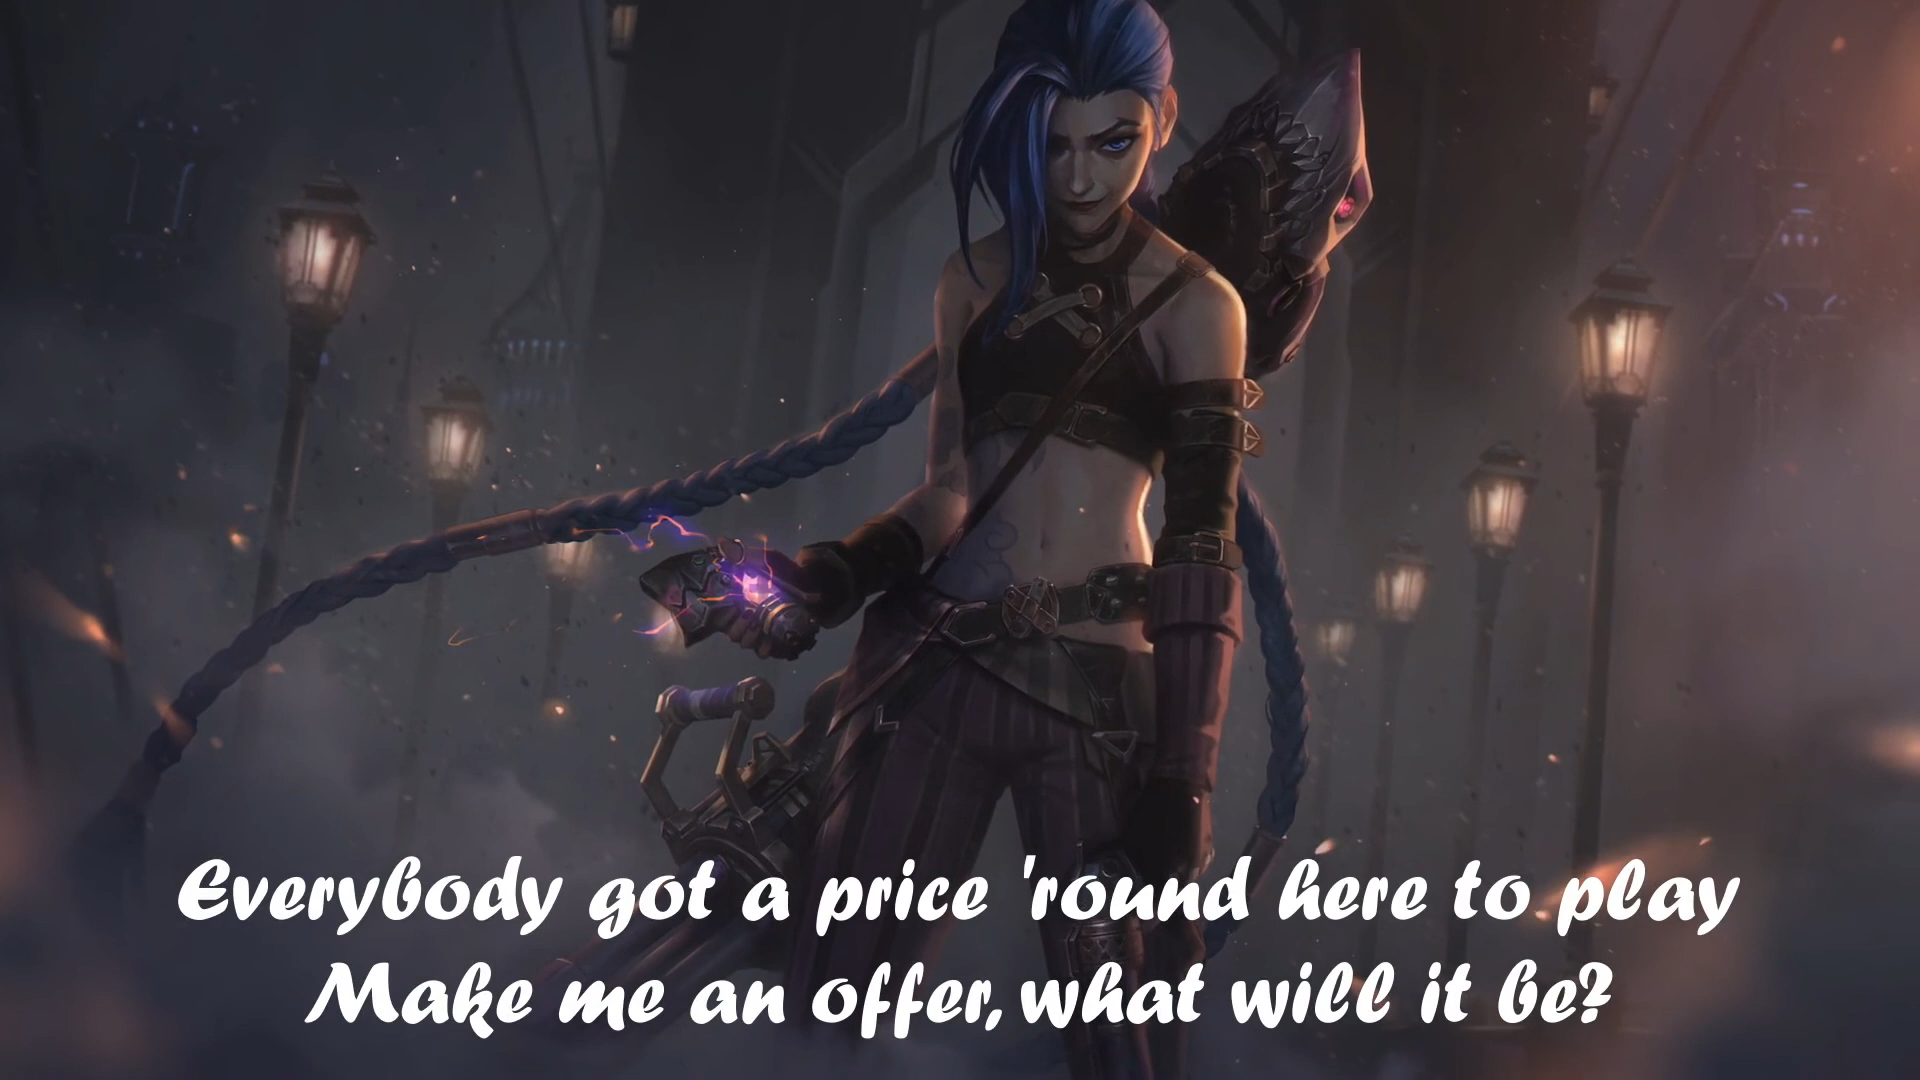 Everybody got a price 'round here to play
Make me an offer, what will it be?